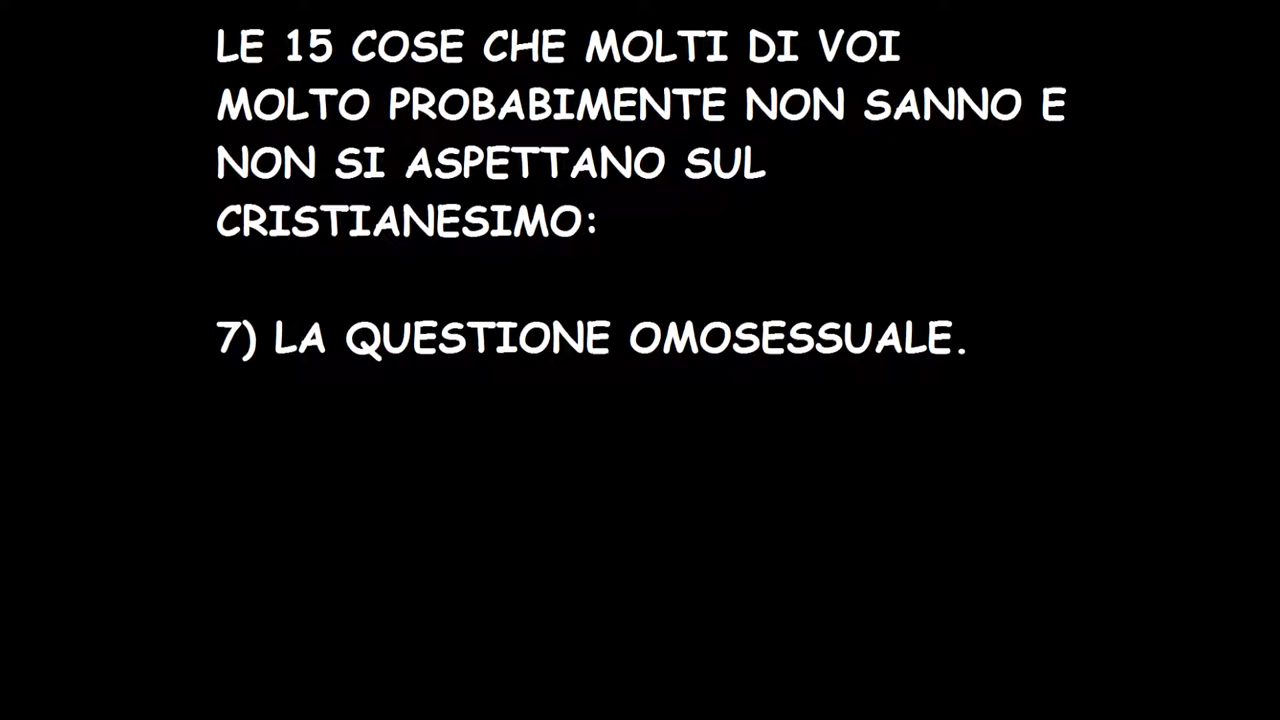 LE 15 COSE CHE MOLTI DI VOI
MOLTO PROBABIMENTE NON SANNO E
NON SI ASPETTANO SUL
CRISTIANESIMO:
7) LA QUESTIONE OMOSESSUALE.